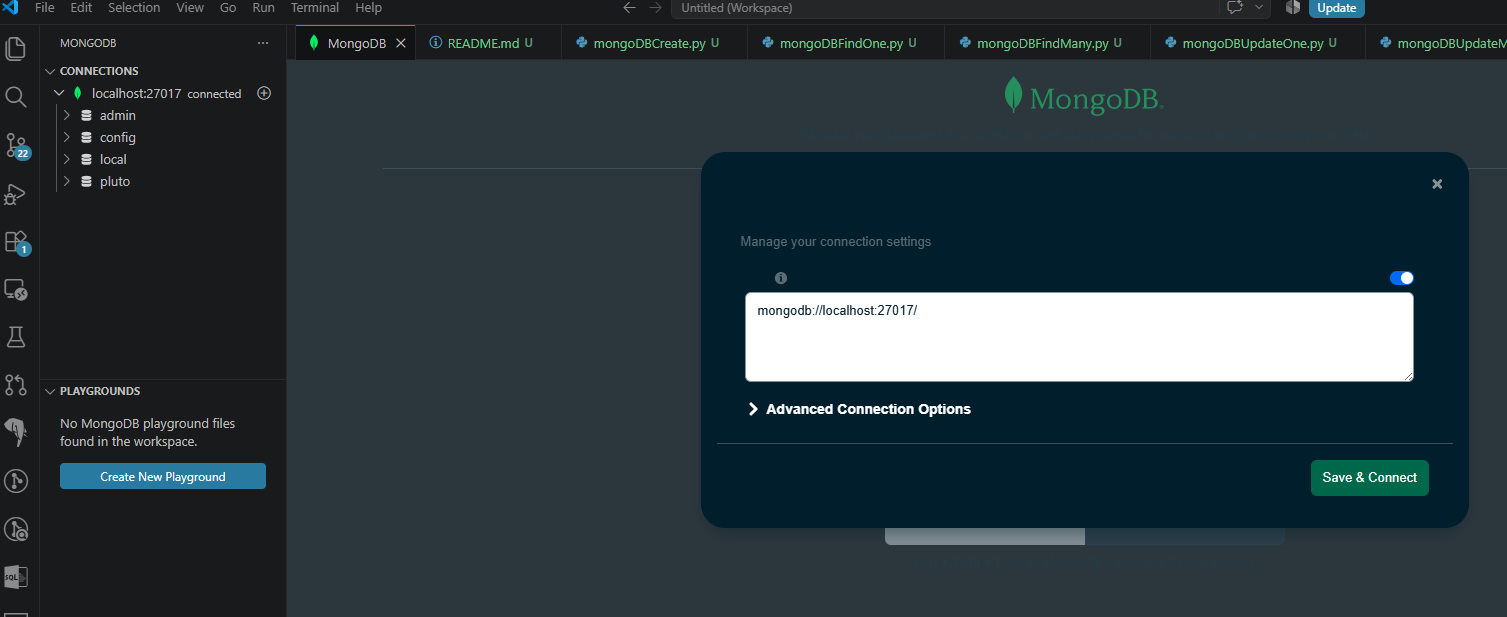 File Edit Selection View Go Run Terminal Help
Untitled (Workspace)
Update
MONGODB
MongoDB
README.md U
mongoDBCreate.py U
mongoDBFindOne.py U
mongoDBFindMany.py U
mongoDBUpdateOne.py U
mongoDBUpdateM
CONNECTIONS
localhost:27017 connected
admin
config
local
pluto
22
1
SQL
MongoDB.
Manage your connection settings
mongodb://localhost:27017/
Advanced Connection Options
Save & Connect
PLAYGROUNDS
No MongoDB playground files
found in the workspace.
Create New Playground